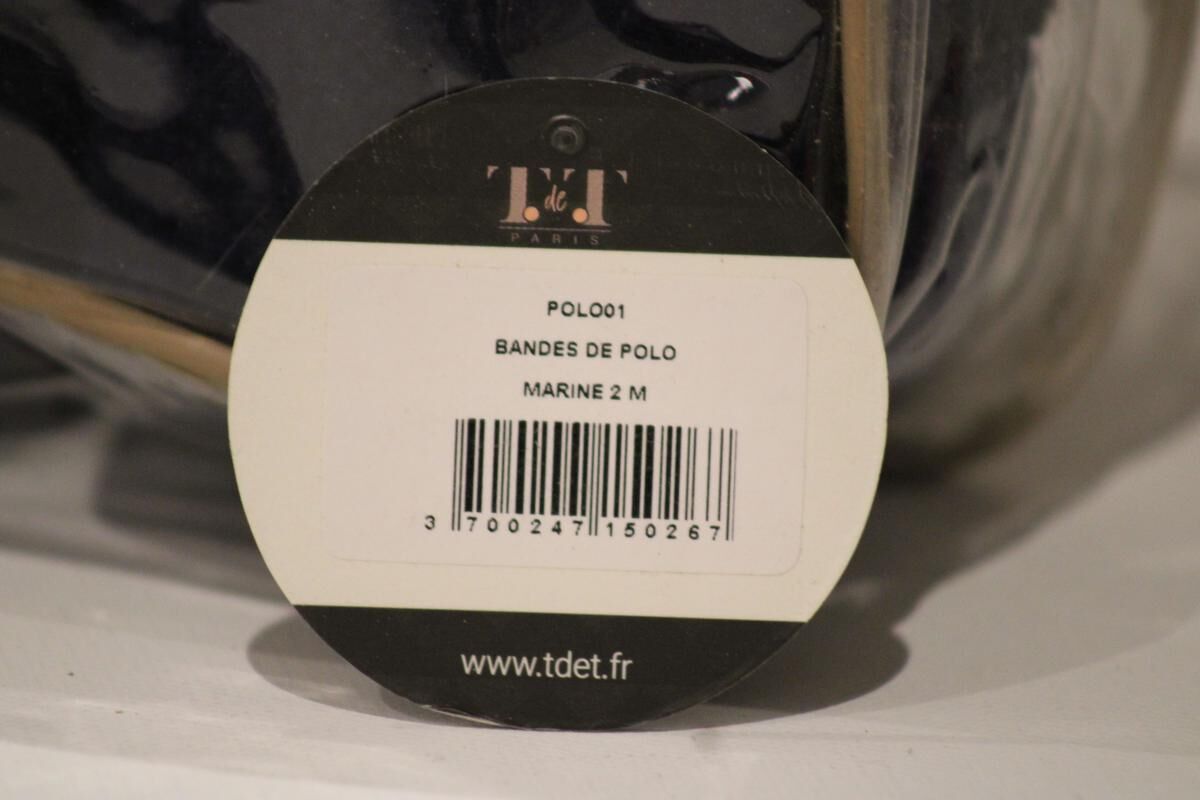 T de T
PARIS
POLO01
BANDES DE POLO
MARINE 2 M
3 700247 150267
www.tdet.fr